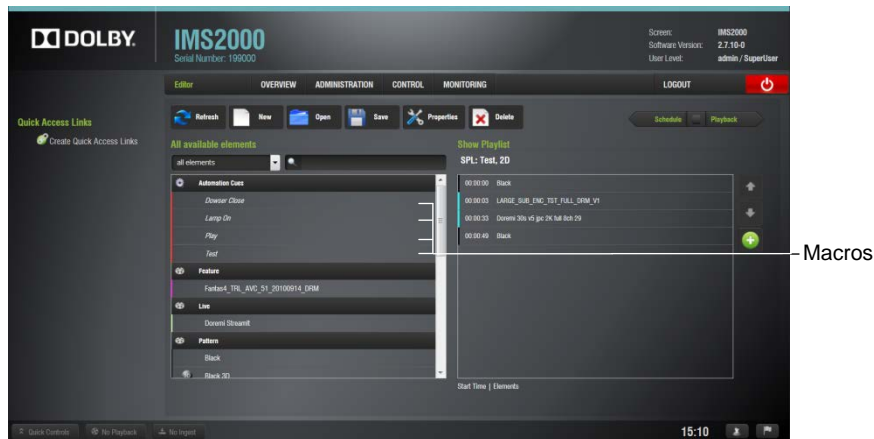 DOLBY.
IMS2000
Serial Number: 199000
Screen: IMS2000
Software Version: 2.7.10-0
User Level: admin / SuperUser
Editor OVERVIEW ADMINISTRATION CONTROL MONITORING LOGOUT
Quick Access Links
Create Quick Access Links
Refresh New Open Save Properties Delete
Schedule Playback
All available elements
all elements
Automation Cues
Dowser Close
Lamp On
Play
Test
Feature
Fantas4_TRL_AVC_51_20100914_DRM
Live
Doremi Streamit
Pattern
Black
Black 3D
Show Playlist
SPL: Test, 2D
00:00:00 Black
00:00:03 LARGE_SUB_ENC_TST_FULL_DRM_V1
00:00:33 Doremi 30s v5 jpc 2K full 8ch 29
00:00:49 Black
Start Time | Elements
Macros
Quick Controls No Playback No Ingest 15:10